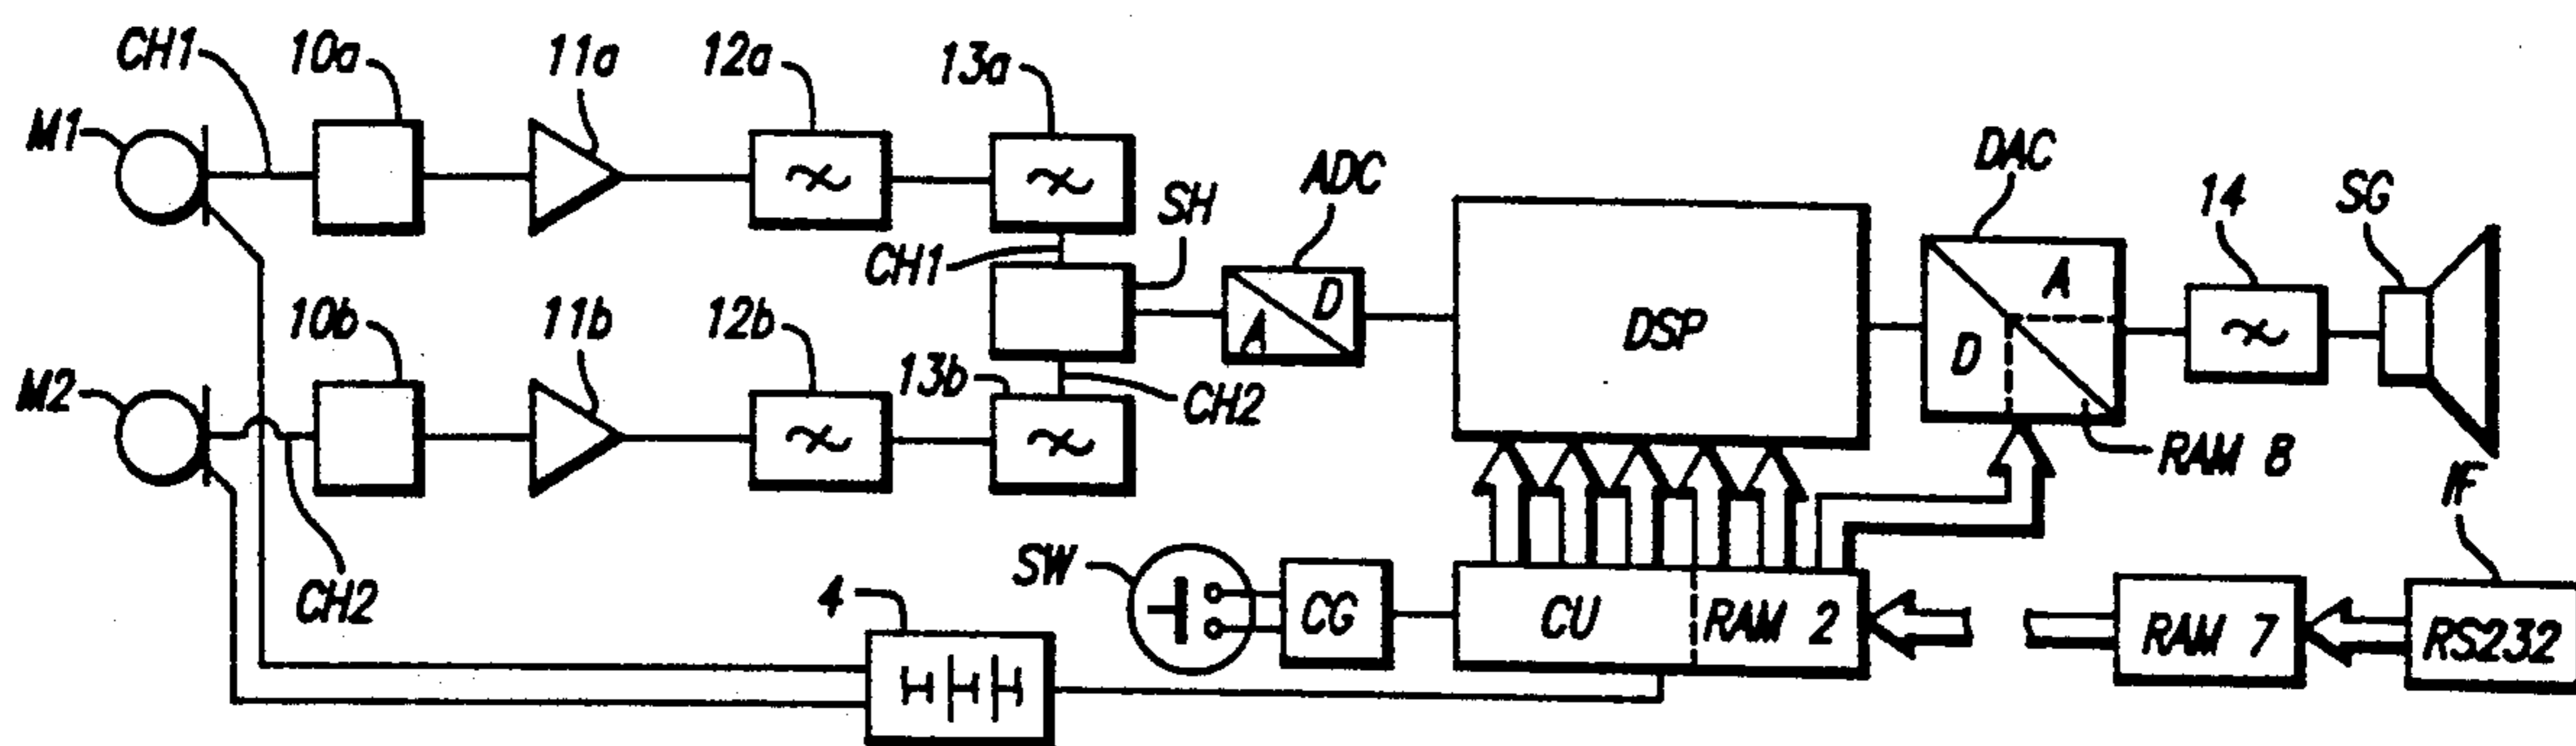 CH1 10a 11a 12a 13a
M1
ADC DAC
SH 14 SG
CH1
D A
A DSP D
10b 11b 12b
M2 13b CH2
RAM 8
IF
CH2 4 SW CG CU RAM 2 RAM 7 RS232